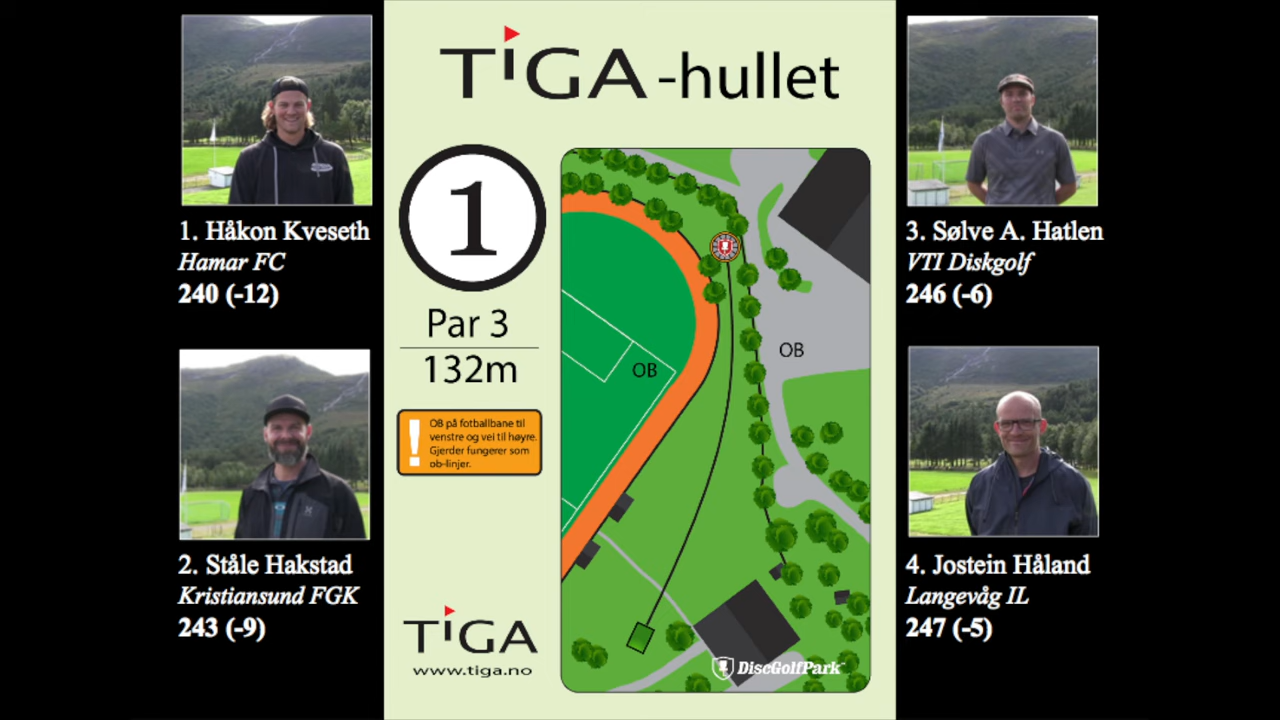 1. Håkon Kveseth
Hamar FC
240 (-12)
2. Ståle Hakstad
Kristiansund FGK
243 (-9)
TIGA -hullet
1
Par 3
132m
! OB på fotballbane til
venstre og vei til høyre.
Gjerder fungerer som
ob-linjer.
TIGA
www.tiga.no
OB
OB
DiscGolfPark™
3. Sølve A. Hatlen
VTI Diskgolf
246 (-6)
4. Jostein Håland
Langevåg IL
247 (-5)